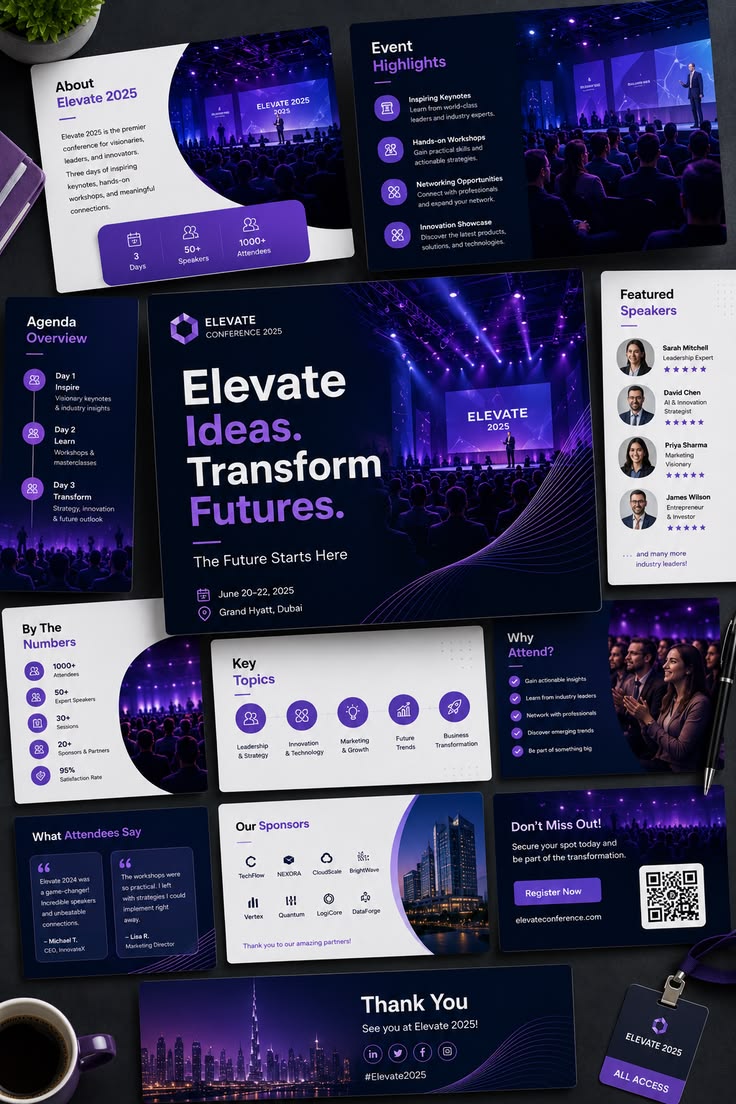 About
Elevate 2025
Elevate 2025 is the premier
conference for visionaries,
leaders, and innovators.
Three days of inspiring
keynotes, hands-on
workshops, and meaningful
connections.
ELEVATE 2025
2025
3
Days
50+
Speakers
1000+
Attendees
Event
Highlights
Inspiring Keynotes
Learn from world-class
leaders and industry experts.
Hands-on Workshops
Gain practical skills and
actionable strategies.
Networking Opportunities
Connect with professionals
and expand your network.
Innovation Showcase
Discover the latest products,
solutions, and technologies.
Agenda
Overview
Day 1
Inspire
Visionary keynotes
& industry insights
Day 2
Learn
Workshops &
masterclasses
Day 3
Transform
Strategy, innovation
& future outlook
ELEVATE
CONFERENCE 2025
Elevate
Ideas.
Transform
Futures.
The Future Starts Here
June 20–22, 2025
Grand Hyatt, Dubai
ELEVATE
2025
Featured
Speakers
Sarah Mitchell
Leadership Expert
David Chen
AI & Innovation
Strategist
Priya Sharma
Marketing
Visionary
James Wilson
Entrepreneur
& Investor
... and many more
industry leaders!
By The
Numbers
1000+
Attendees
50+
Expert Speakers
30+
Sessions
20+
Sponsors & Partners
95%
Satisfaction Rate
Key
Topics
Leadership
& Strategy
Innovation
& Technology
Marketing
& Growth
Future
Trends
Business
Transformation
Why
Attend?
Gain actionable insights
Learn from industry leaders
Network with professionals
Discover emerging trends
Be part of something big
What Attendees Say
Elevate 2024 was
a game-changer!
Incredible speakers
and unbeatable
connections.
– Michael T.
CEO, InnovateX
The workshops were
so practical. I left
with strategies I could
implement right
away.
– Lisa R.
Marketing Director
Our Sponsors
TechFlow
NEXORA
CloudScale
BrightWave
Vertex
Quantum
LogiCore
DataForge
Thank you to our amazing partners!
Don't Miss Out!
Secure your spot today and
be part of the transformation.
Register Now
elevateconference.com
Thank You
See you at Elevate 2025!
in
f
#Elevate2025
ELEVATE 2025
ALL ACCESS